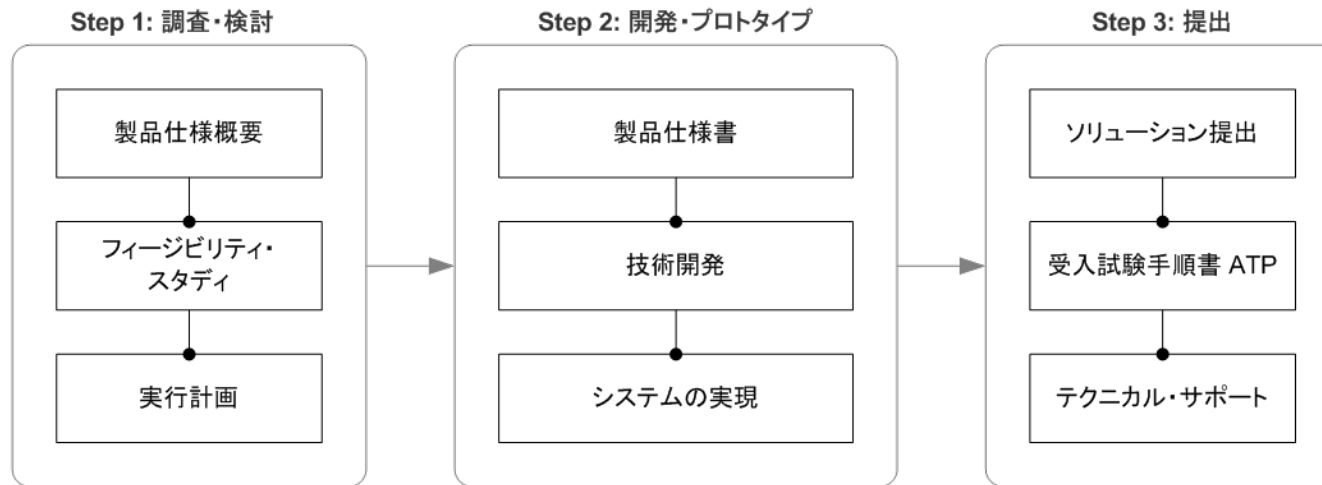 Step 1: 調査・検討
製品仕様概要
フィージビリティ・
スタディ
実行計画
Step 2: 開発・プロトタイプ
製品仕様書
技術開発
システムの実現
Step 3: 提出
ソリューション提出
受入試験手順書 ATP
テクニカル・サポート